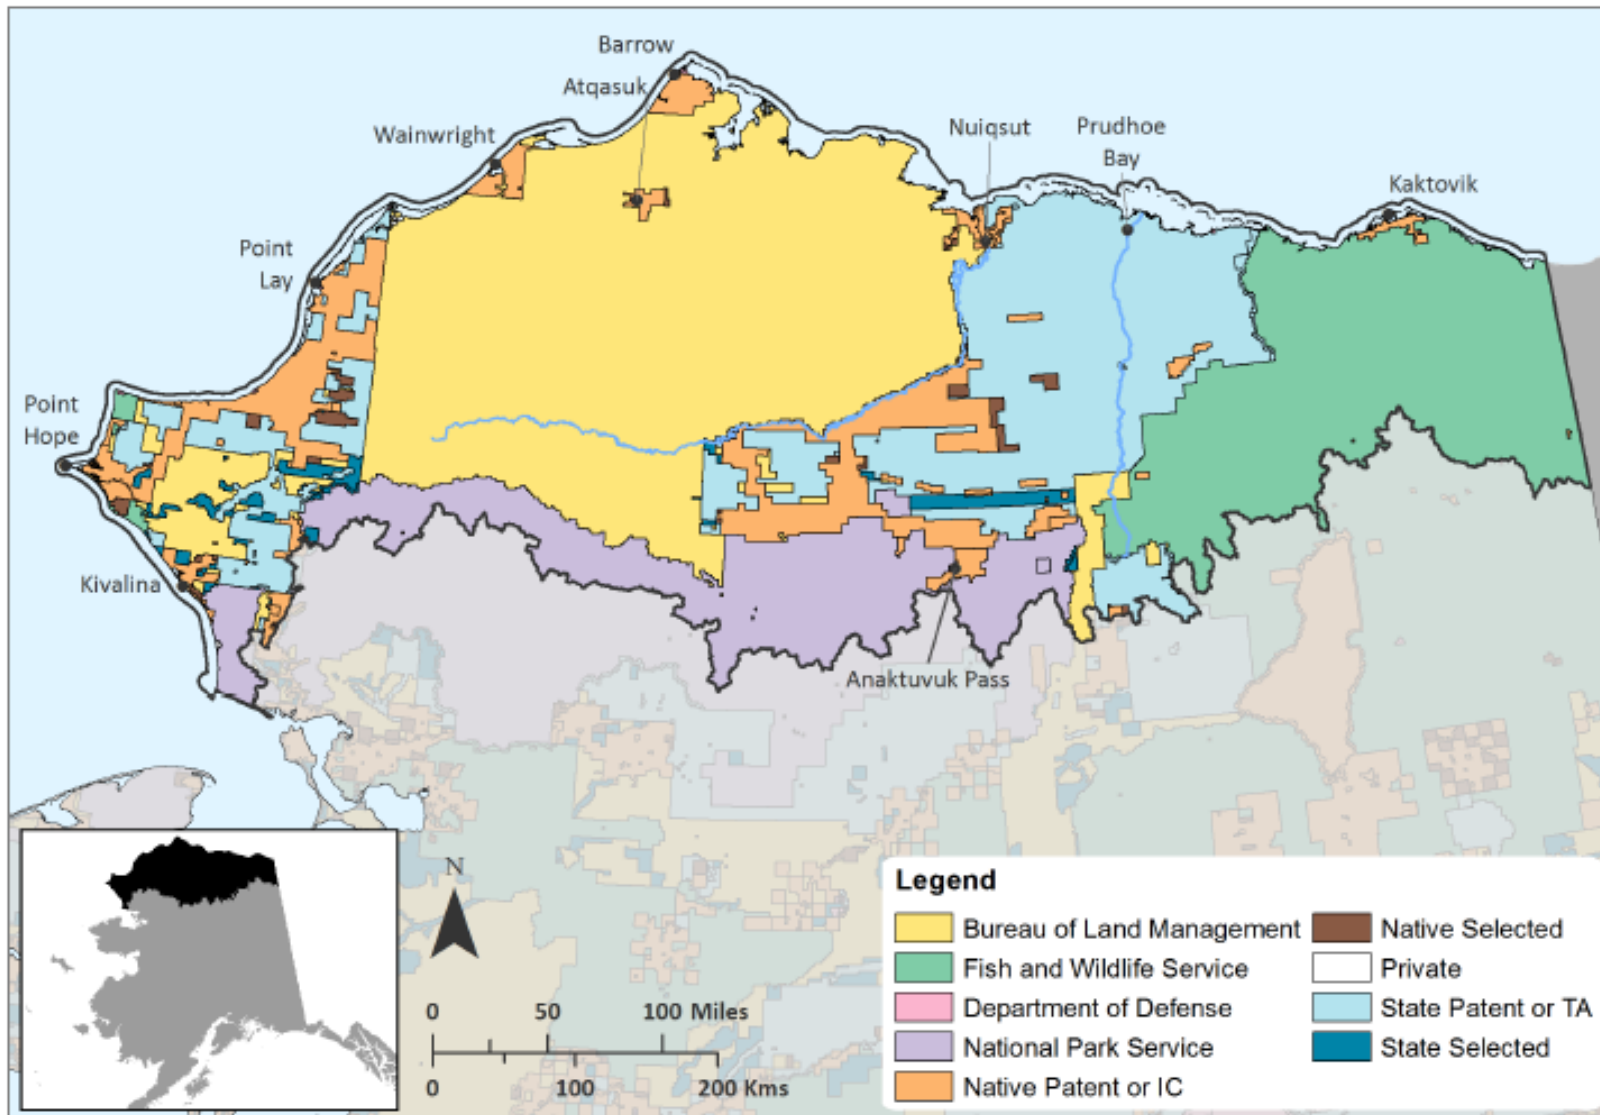 Barrow
Atqasuk
Wainwright
Nuiqsut
Prudhoe
Bay
Kaktovik
Point
Lay
Point
Hope
Kivalina
Anaktuvuk Pass
N
0 50 100 Miles
0 100 200 Kms
Legend
Bureau of Land Management
Fish and Wildlife Service
Department of Defense
National Park Service
Native Patent or IC
Native Selected
Private
State Patent or TA
State Selected